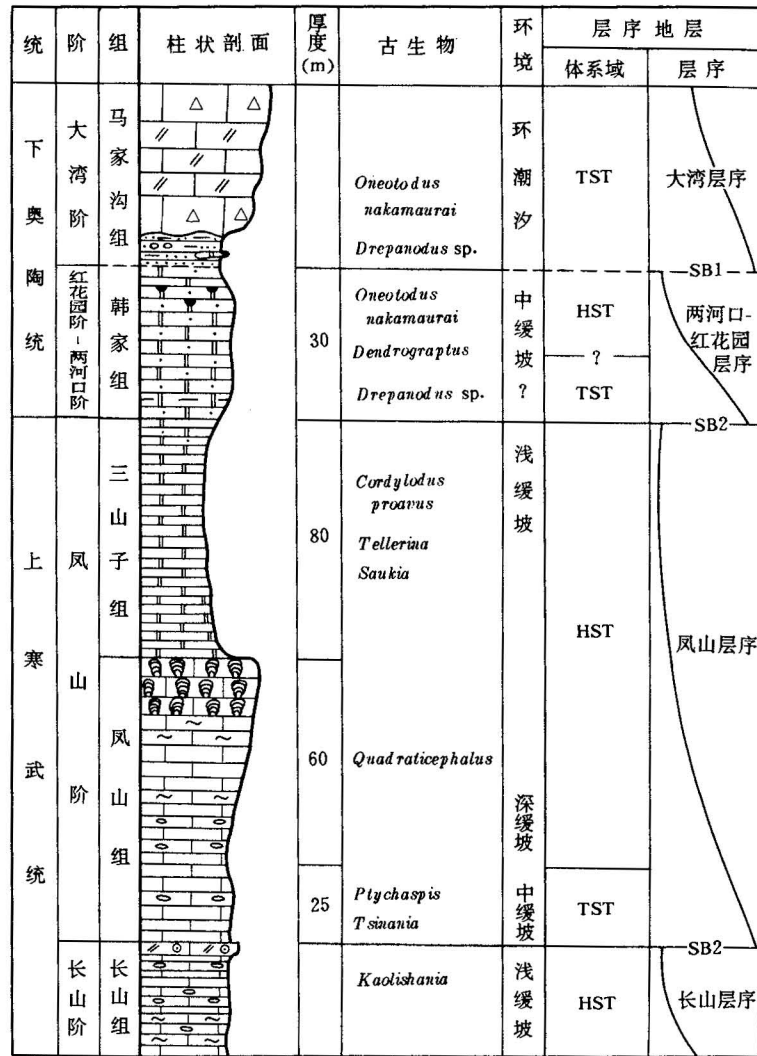 统 阶 组 柱状剖面 厚度(m) 古生物 环境 层序地层
体系域 层序
下奥陶统
大湾阶
马家沟组
Oneotodus
nakamaurai
Drepanodus sp.
环潮汐
TST
大湾层序
SB1
红花园阶-两河口阶
韩家组
30
Oneotodus
nakamaurai
Dendrograptus
Drepanodus sp.
中缓坡
?
HST
?
TST
两河口-
红花园
层序
SB2
上寒武统
凤山阶
三山子组
80
Cordylodus
proavus
Tellerina
Saukia
浅缓坡
HST
凤山层序
凤山组
60
Quadraticephalus
深缓坡
25
Ptychaspis
Tsinania
中缓坡
TST
SB2
长山阶
长山组
Kaolishania
浅缓坡
HST
长山层序